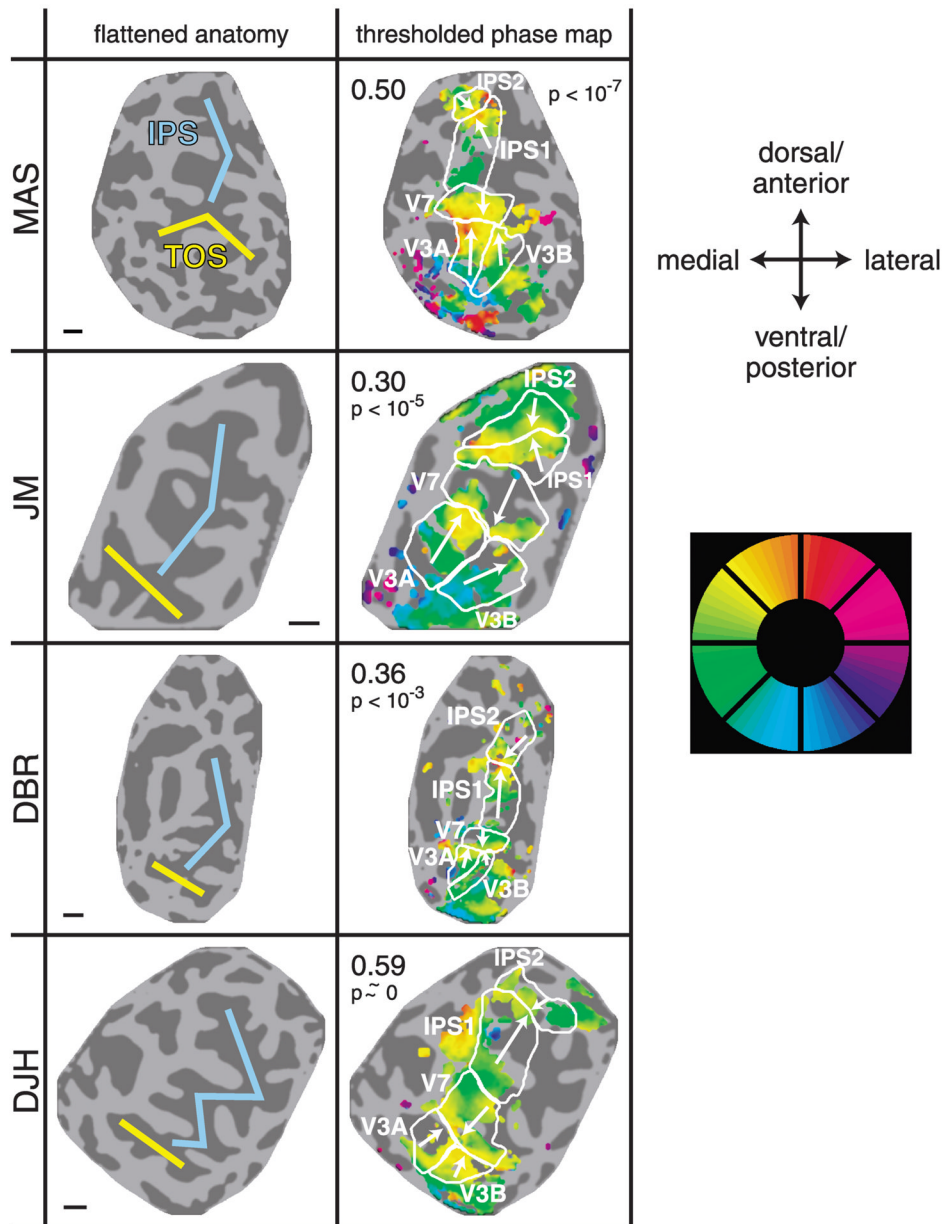 flattened anatomy
thresholded phase map
MAS
IPS
TOS
0.50
p < 10-7
IPS2
IPS1
V7
V3A
V3B
dorsal/
anterior
medial
lateral
ventral/
posterior
JM
0.30
p < 10-5
IPS2
IPS1
V7
V3A
V3B
DBR
0.36
p < 10-3
IPS2
IPS1
V7
V3A
V3B
DJH
0.59
p ~ 0
IPS2
IPS1
V7
V3A
V3B